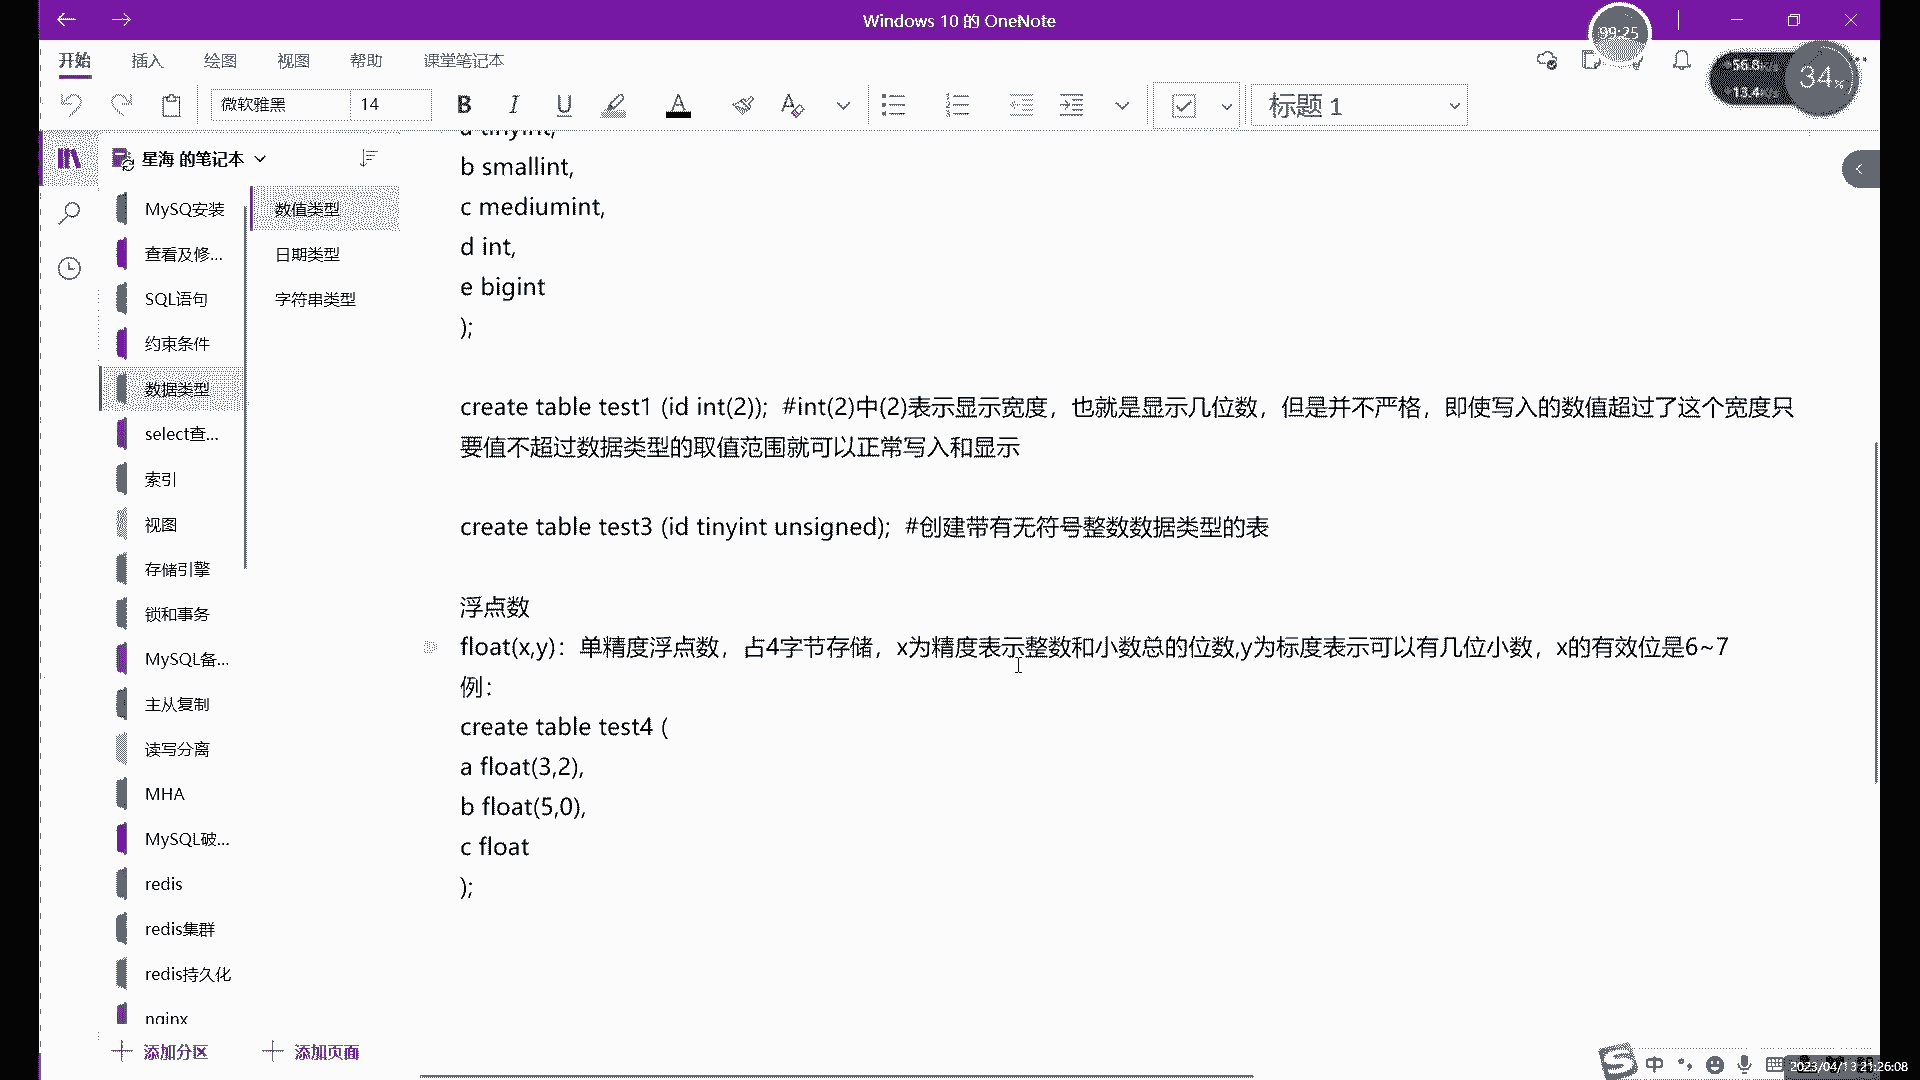 Windows 10 的 OneNote
99:25
开始 插入 绘图 视图 帮助 课堂笔记本
56.8
13.4
34%
微软雅黑 14 B I U A 标题 1
星海 的笔记本
MySQ安装
查看及修...
SQL语句
约束条件
数据类型
select查...
索引
视图
存储引擎
锁和事务
MySQL备...
主从复制
读写分离
MHA
MySQL破...
redis
redis集群
redis持久化
nginx
添加分区
数值类型
日期类型
字符串类型
添加页面
a tinyint,
b smallint,
c mediumint,
d int,
e bigint
);
create table test1 (id int(2)); #int(2)中(2)表示显示宽度，也就是显示几位数，但是并不严格，即使写入的数值超过了这个宽度只
要值不超过数据类型的取值范围就可以正常写入和显示
create table test3 (id tinyint unsigned); #创建带有无符号整数数据类型的表
浮点数
float(x,y)：单精度浮点数，占4字节存储，x为精度表示整数和小数总的位数,y为标度表示可以有几位小数，x的有效位是6~7
例：
create table test4 (
a float(3,2),
b float(5,0),
c float
);
中
2023/04/13 21:26:08